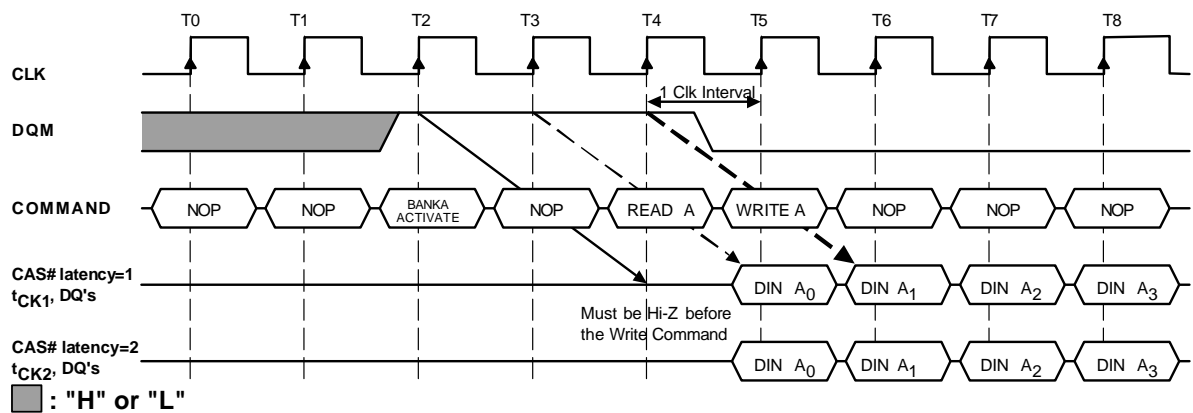 T0 T1 T2 T3 T4 T5 T6 T7 T8
CLK
1 Clk Interval
DQM
COMMAND NOP NOP BANKA ACTIVATE NOP READ A WRITE A NOP NOP NOP
CAS# latency=1
tCK1, DQ's
DIN A0 DIN A1 DIN A2 DIN A3
Must be Hi-Z before
the Write Command
CAS# latency=2
tCK2, DQ's
DIN A0 DIN A1 DIN A2 DIN A3
: "H" or "L"